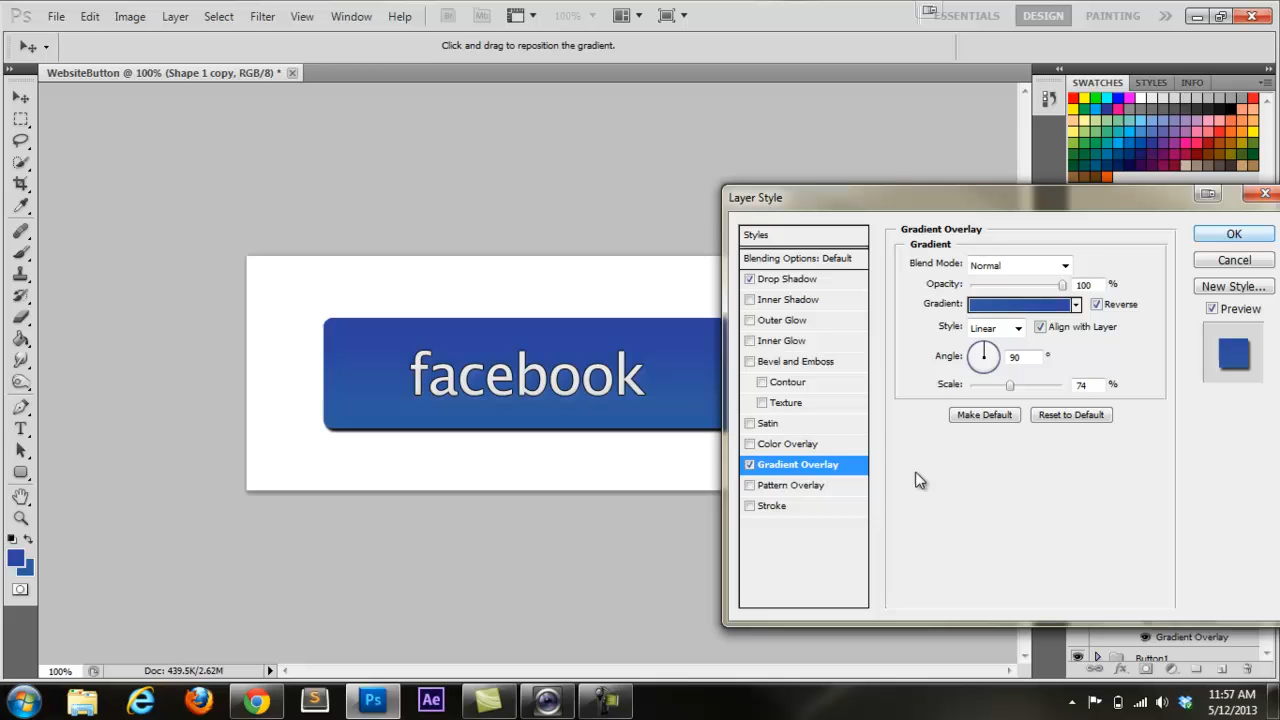 Ps File Edit Image Layer Select Filter View Window Help Br Mb 100% ESSENTIALS DESIGN PAINTING
Click and drag to reposition the gradient.
WebsiteButton @ 100% (Shape 1 copy, RGB/8) *
SWATCHES STYLES INFO
Layer Style
Styles
Blending Options: Default
Drop Shadow
Inner Shadow
Outer Glow
Inner Glow
Bevel and Emboss
Contour
Texture
Satin
Color Overlay
Gradient Overlay
Pattern Overlay
Stroke
Gradient Overlay
Gradient
Blend Mode: Normal
Opacity: 100 %
Gradient: Reverse
Style: Linear Align with Layer
Angle: 90 °
Scale: 74 %
Make Default Reset to Default
OK
Cancel
New Style...
Preview
facebook
T
Gradient Overlay
Button1
fx
100% Doc: 439.5K/2.62M
S Ps Ae
11:57 AM
5/12/2013